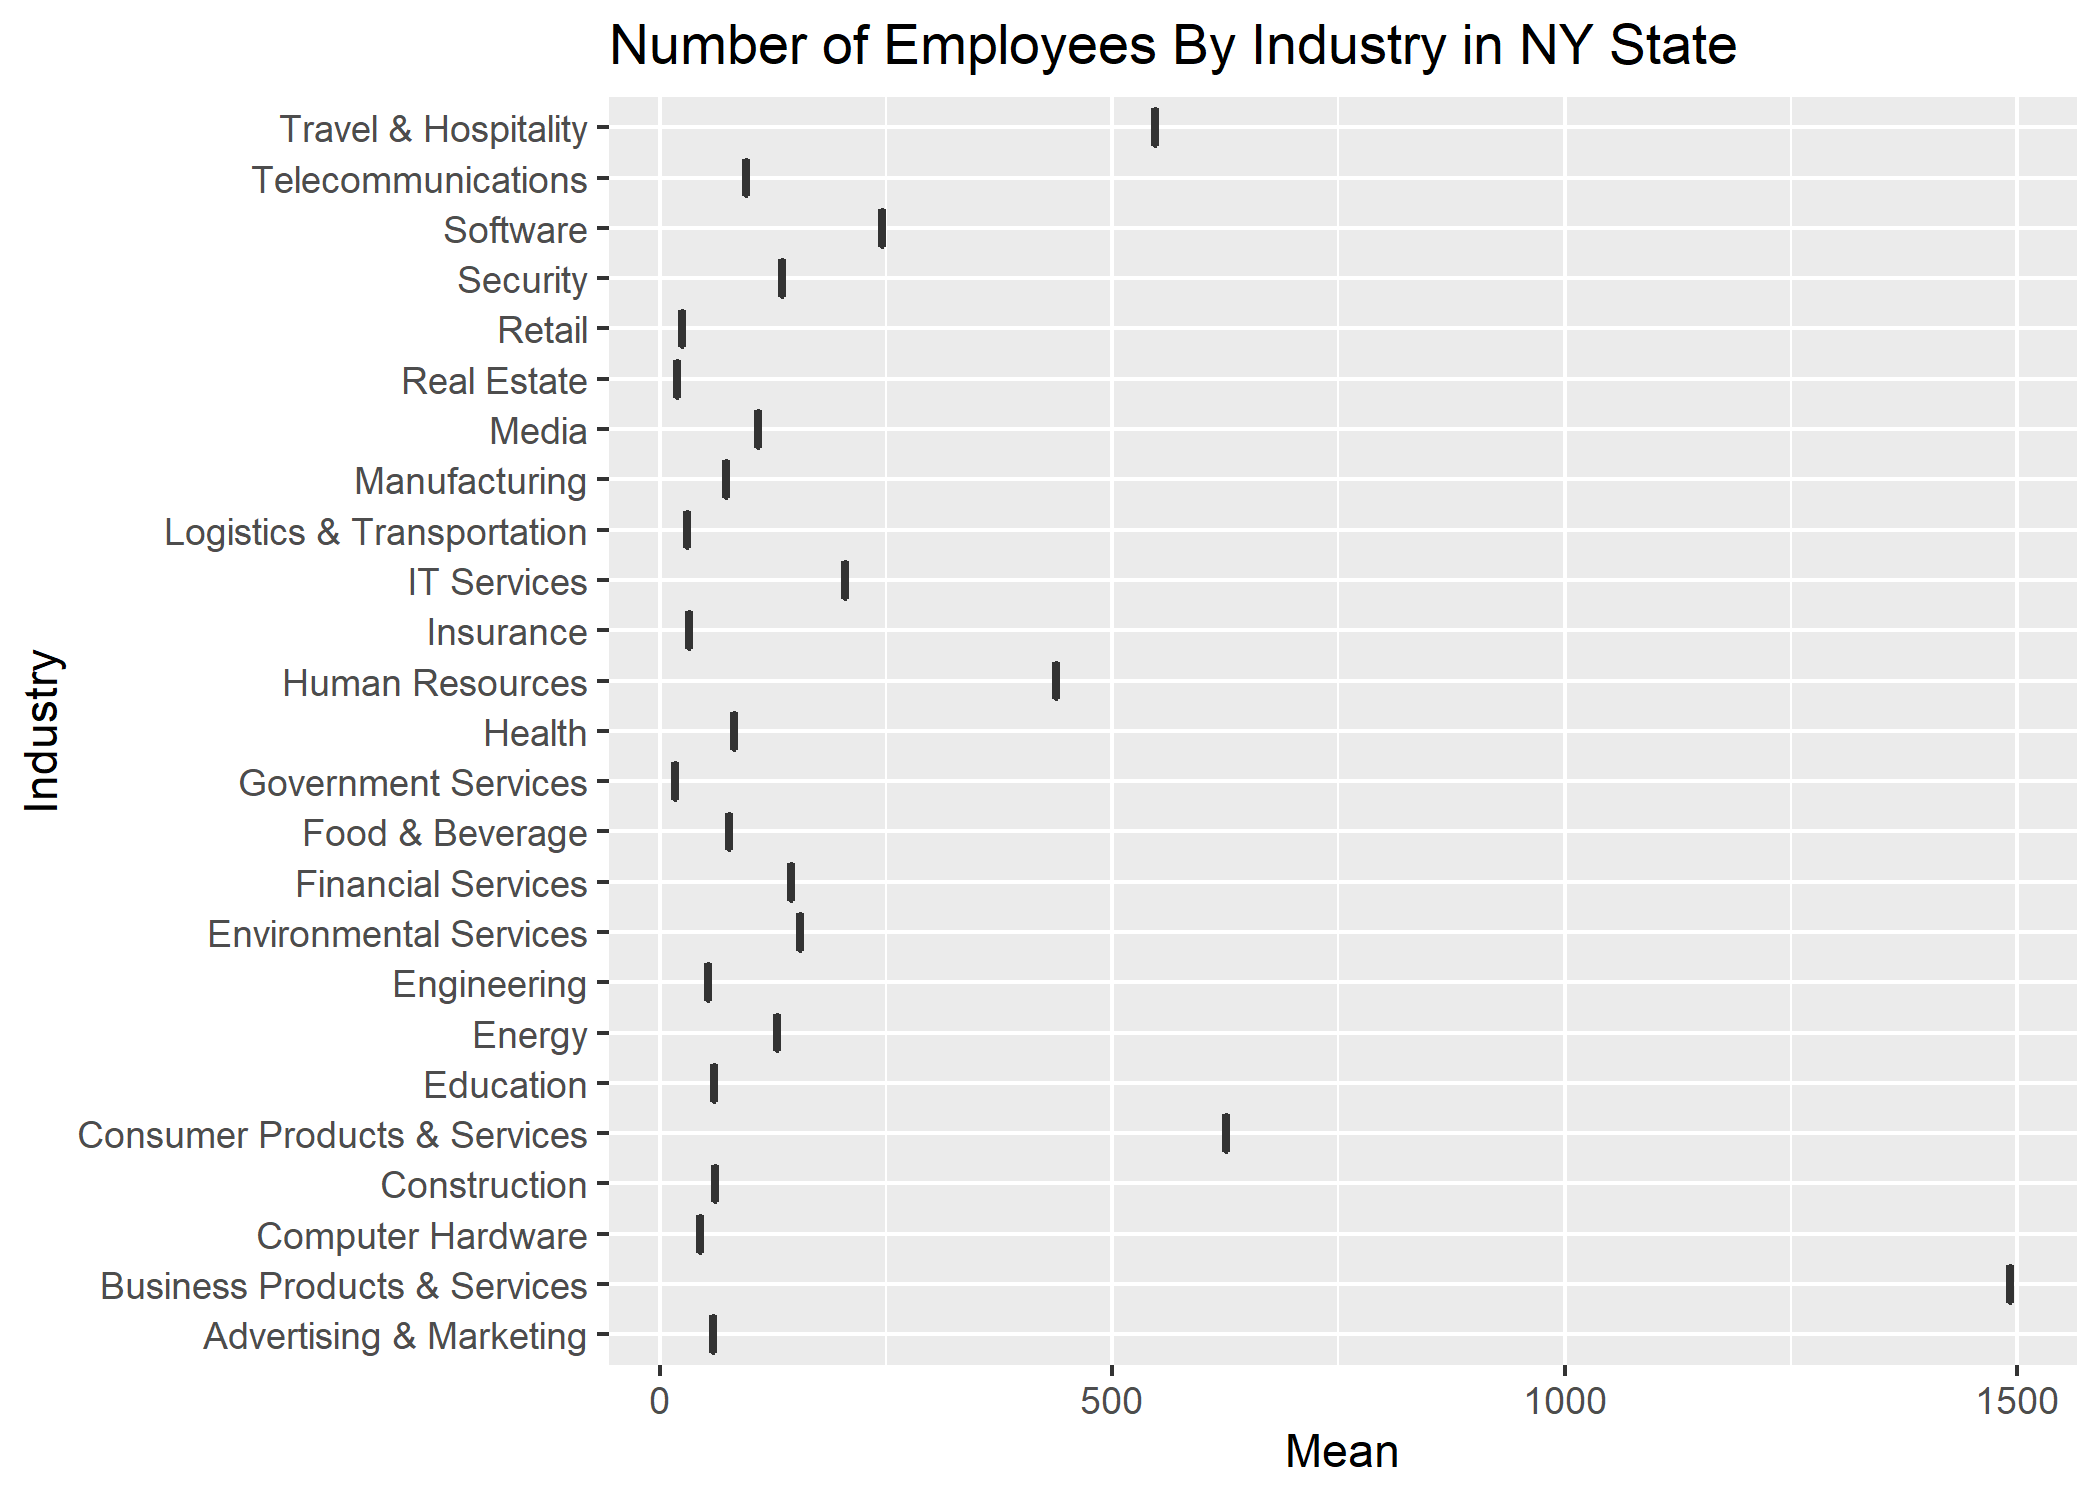 Number of Employees By Industry in NY State
Travel & Hospitality
Telecommunications
Software
Security
Retail
Real Estate
Media
Manufacturing
Logistics & Transportation
IT Services
Insurance
Human Resources
Health
Government Services
Food & Beverage
Financial Services
Environmental Services
Engineering
Energy
Education
Consumer Products & Services
Construction
Computer Hardware
Business Products & Services
Advertising & Marketing
Industry
0 500 1000 1500
Mean